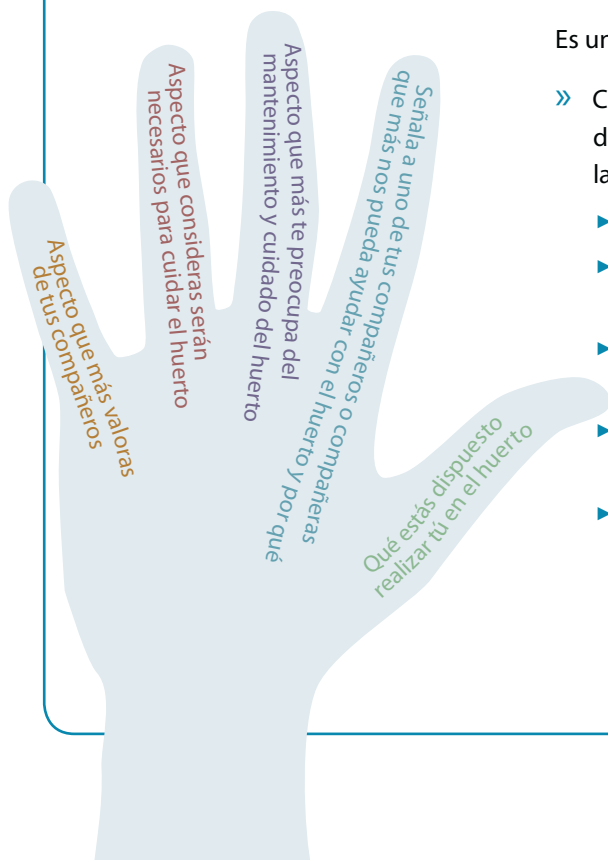 Aspecto que más valoras
de tus compañeros
Aspecto que consideras serán
necesarios para cuidar el huerto
Aspecto que más te preocupa del
mantenimiento y cuidado del huerto
Señala a uno de tus compañeros o compañeras
que más nos pueda ayudar con el huerto y por qué
Qué estás dispuesto
realizar tú en el huerto
Es un
» C
d
la